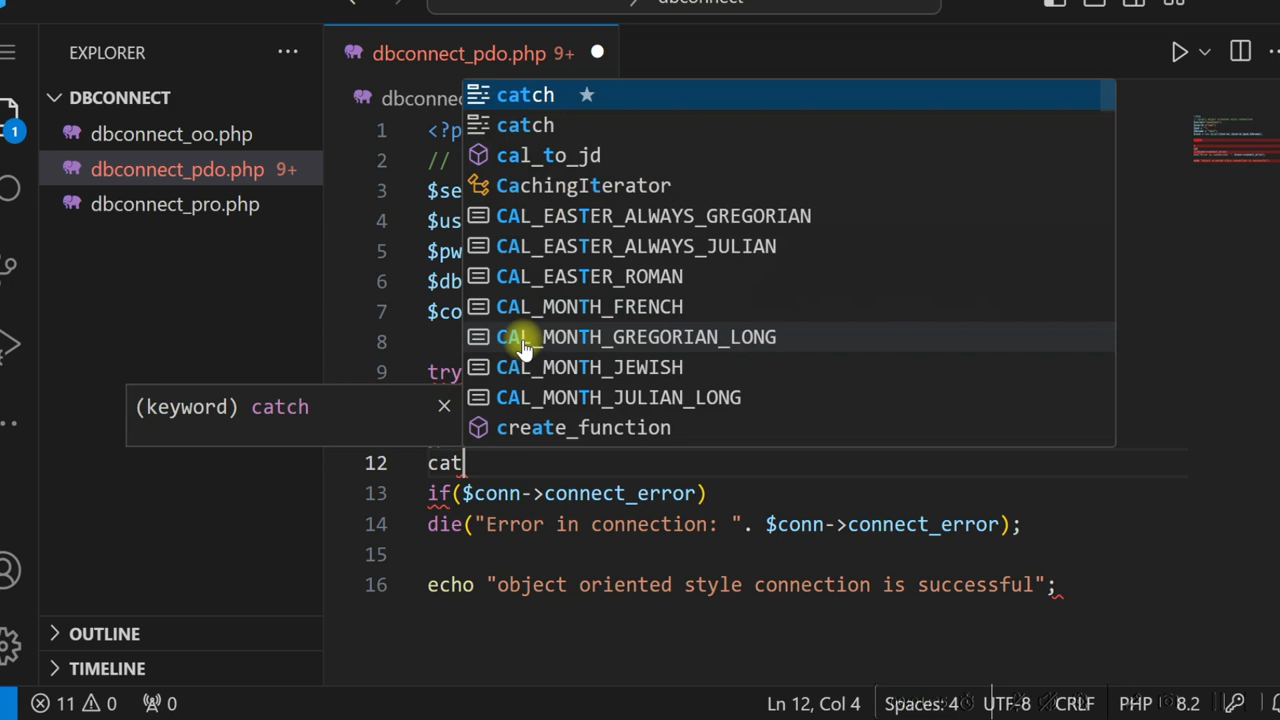 dbconnect
EXPLORER
DBCONNECT
dbconnect_oo.php
dbconnect_pdo.php 9+
dbconnect_pro.php
OUTLINE
TIMELINE
1
dbconnect_pdo.php 9+
dbconnec
1 <?p
2 //
3 $se
4 $us
5 $pw
6 $db
7 $co
8
9 try
12 cat
13 if($conn->connect_error)
14 die("Error in connection: ". $conn->connect_error);
15
16 echo "object oriented style connection is successful";
catch
catch
cal_to_jd
CachingIterator
CAL_EASTER_ALWAYS_GREGORIAN
CAL_EASTER_ALWAYS_JULIAN
CAL_EASTER_ROMAN
CAL_MONTH_FRENCH
CAL_MONTH_GREGORIAN_LONG
CAL_MONTH_JEWISH
CAL_MONTH_JULIAN_LONG
create_function
(keyword) catch
11 0 0 Ln 12, Col 4 Spaces: 4 UTF-8 CRLF PHP 8.2